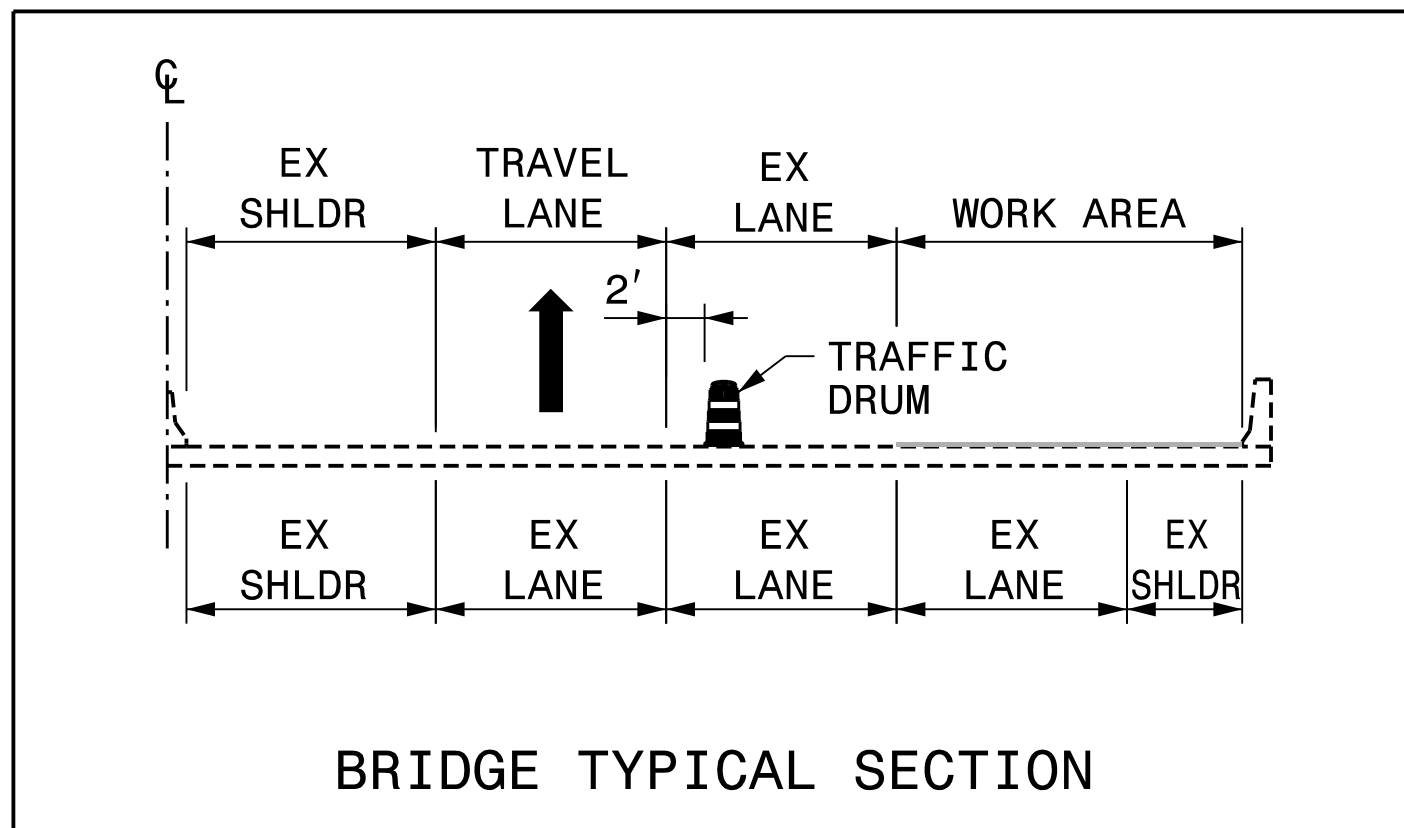 ℄
EX
SHLDR
TRAVEL
LANE
EX
LANE
WORK AREA
2'
TRAFFIC
DRUM
EX
SHLDR
EX
LANE
EX
LANE
EX
LANE
EX
SHLDR
BRIDGE TYPICAL SECTION